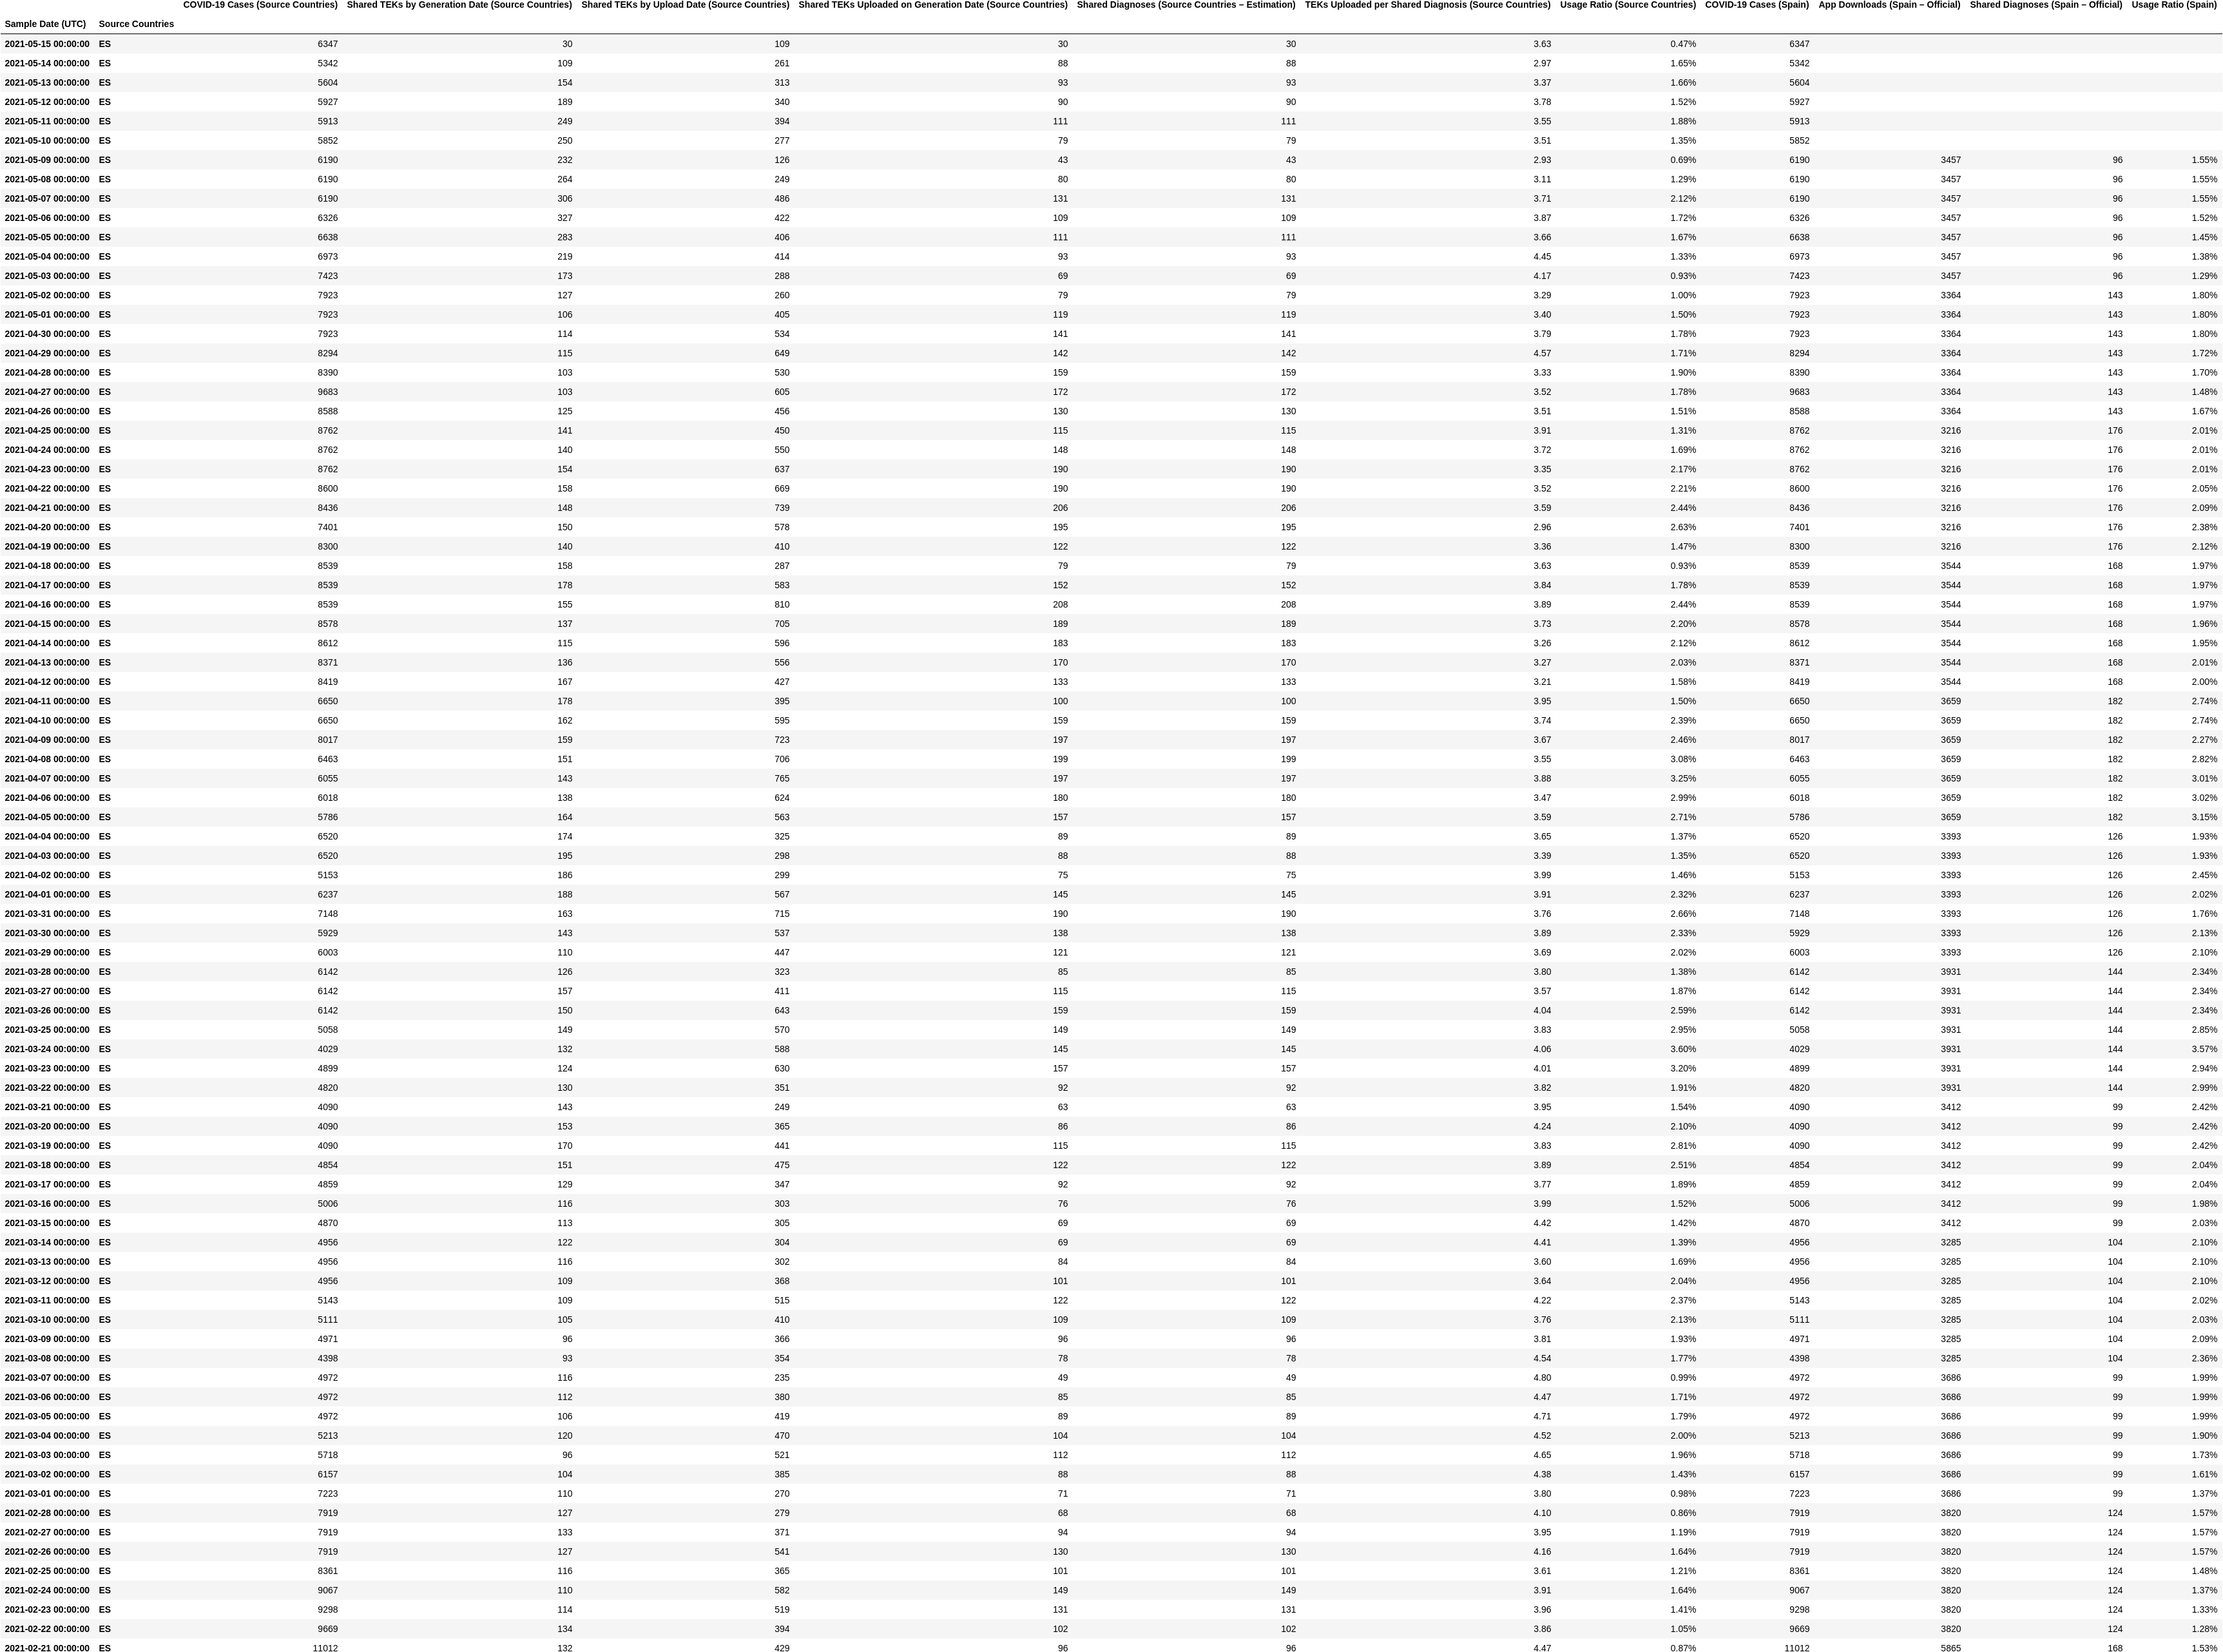 COVID-19 Cases (Source Countries) Shared TEKs by Generation Date (Source Countries) Shared TEKs by Upload Date (Source Countries) Shared TEKs Uploaded on Generation Date (Source Countries) Shared Diagnoses (Source Countries – Estimation) TEKs Uploaded per Shared Diagnosis (Source Countries) Usage Ratio (Source Countries) COVID-19 Cases (Spain) App Downloads (Spain – Official) Shared Diagnoses (Spain – Official) Usage Ratio (Spain)
Sample Date (UTC) Source Countries
2021-05-15 00:00:00 ES 6347 30 109 30 30 3.63 0.47% 6347
2021-05-14 00:00:00 ES 5342 109 261 88 88 2.97 1.65% 5342
2021-05-13 00:00:00 ES 5604 154 313 93 93 3.37 1.66% 5604
2021-05-12 00:00:00 ES 5927 189 340 90 90 3.78 1.52% 5927
2021-05-11 00:00:00 ES 5913 249 394 111 111 3.55 1.88% 5913
2021-05-10 00:00:00 ES 5852 250 277 79 79 3.51 1.35% 5852
2021-05-09 00:00:00 ES 6190 232 126 43 43 2.93 0.69% 6190 3457 96 1.55%
2021-05-08 00:00:00 ES 6190 264 249 80 80 3.11 1.29% 6190 3457 96 1.55%
2021-05-07 00:00:00 ES 6190 306 486 131 131 3.71 2.12% 6190 3457 96 1.55%
2021-05-06 00:00:00 ES 6326 327 422 109 109 3.87 1.72% 6326 3457 96 1.52%
2021-05-05 00:00:00 ES 6638 283 406 111 111 3.66 1.67% 6638 3457 96 1.45%
2021-05-04 00:00:00 ES 6973 219 414 93 93 4.45 1.33% 6973 3457 96 1.38%
2021-05-03 00:00:00 ES 7423 173 288 69 69 4.17 0.93% 7423 3457 96 1.29%
2021-05-02 00:00:00 ES 7923 127 260 79 79 3.29 1.00% 7923 3364 143 1.80%
2021-05-01 00:00:00 ES 7923 106 405 119 119 3.40 1.50% 7923 3364 143 1.80%
2021-04-30 00:00:00 ES 7923 114 534 141 141 3.79 1.78% 7923 3364 143 1.80%
2021-04-29 00:00:00 ES 8294 115 649 142 142 4.57 1.71% 8294 3364 143 1.72%
2021-04-28 00:00:00 ES 8390 103 530 159 159 3.33 1.90% 8390 3364 143 1.70%
2021-04-27 00:00:00 ES 9683 103 605 172 172 3.52 1.78% 9683 3364 143 1.48%
2021-04-26 00:00:00 ES 8588 125 456 130 130 3.51 1.51% 8588 3364 143 1.67%
2021-04-25 00:00:00 ES 8762 141 450 115 115 3.91 1.31% 8762 3216 176 2.01%
2021-04-24 00:00:00 ES 8762 140 550 148 148 3.72 1.69% 8762 3216 176 2.01%
2021-04-23 00:00:00 ES 8762 154 637 190 190 3.35 2.17% 8762 3216 176 2.01%
2021-04-22 00:00:00 ES 8600 158 669 190 190 3.52 2.21% 8600 3216 176 2.05%
2021-04-21 00:00:00 ES 8436 148 739 206 206 3.59 2.44% 8436 3216 176 2.09%
2021-04-20 00:00:00 ES 7401 150 578 195 195 2.96 2.63% 7401 3216 176 2.38%
2021-04-19 00:00:00 ES 8300 140 410 122 122 3.36 1.47% 8300 3216 176 2.12%
2021-04-18 00:00:00 ES 8539 158 287 79 79 3.63 0.93% 8539 3544 168 1.97%
2021-04-17 00:00:00 ES 8539 178 583 152 152 3.84 1.78% 8539 3544 168 1.97%
2021-04-16 00:00:00 ES 8539 155 810 208 208 3.89 2.44% 8539 3544 168 1.97%
2021-04-15 00:00:00 ES 8578 137 705 189 189 3.73 2.20% 8578 3544 168 1.96%
2021-04-14 00:00:00 ES 8612 115 596 183 183 3.26 2.12% 8612 3544 168 1.95%
2021-04-13 00:00:00 ES 8371 136 556 170 170 3.27 2.03% 8371 3544 168 2.01%
2021-04-12 00:00:00 ES 8419 167 427 133 133 3.21 1.58% 8419 3544 168 2.00%
2021-04-11 00:00:00 ES 6650 178 395 100 100 3.95 1.50% 6650 3659 182 2.74%
2021-04-10 00:00:00 ES 6650 162 595 159 159 3.74 2.39% 6650 3659 182 2.74%
2021-04-09 00:00:00 ES 8017 159 723 197 197 3.67 2.46% 8017 3659 182 2.27%
2021-04-08 00:00:00 ES 6463 151 706 199 199 3.55 3.08% 6463 3659 182 2.82%
2021-04-07 00:00:00 ES 6055 143 765 197 197 3.88 3.25% 6055 3659 182 3.01%
2021-04-06 00:00:00 ES 6018 138 624 180 180 3.47 2.99% 6018 3659 182 3.02%
2021-04-05 00:00:00 ES 5786 164 563 157 157 3.59 2.71% 5786 3659 182 3.15%
2021-04-04 00:00:00 ES 6520 174 325 89 89 3.65 1.37% 6520 3393 126 1.93%
2021-04-03 00:00:00 ES 6520 195 298 88 88 3.39 1.35% 6520 3393 126 1.93%
2021-04-02 00:00:00 ES 5153 186 299 75 75 3.99 1.46% 5153 3393 126 2.45%
2021-04-01 00:00:00 ES 6237 188 567 145 145 3.91 2.32% 6237 3393 126 2.02%
2021-03-31 00:00:00 ES 7148 163 715 190 190 3.76 2.66% 7148 3393 126 1.76%
2021-03-30 00:00:00 ES 5929 143 537 138 138 3.89 2.33% 5929 3393 126 2.13%
2021-03-29 00:00:00 ES 6003 110 447 121 121 3.69 2.02% 6003 3393 126 2.10%
2021-03-28 00:00:00 ES 6142 126 323 85 85 3.80 1.38% 6142 3931 144 2.34%
2021-03-27 00:00:00 ES 6142 157 411 115 115 3.57 1.87% 6142 3931 144 2.34%
2021-03-26 00:00:00 ES 6142 150 643 159 159 4.04 2.59% 6142 3931 144 2.34%
2021-03-25 00:00:00 ES 5058 149 570 149 149 3.83 2.95% 5058 3931 144 2.85%
2021-03-24 00:00:00 ES 4029 132 588 145 145 4.06 3.60% 4029 3931 144 3.57%
2021-03-23 00:00:00 ES 4899 124 630 157 157 4.01 3.20% 4899 3931 144 2.94%
2021-03-22 00:00:00 ES 4820 130 351 92 92 3.82 1.91% 4820 3931 144 2.99%
2021-03-21 00:00:00 ES 4090 143 249 63 63 3.95 1.54% 4090 3412 99 2.42%
2021-03-20 00:00:00 ES 4090 153 365 86 86 4.24 2.10% 4090 3412 99 2.42%
2021-03-19 00:00:00 ES 4090 170 441 115 115 3.83 2.81% 4090 3412 99 2.42%
2021-03-18 00:00:00 ES 4854 151 475 122 122 3.89 2.51% 4854 3412 99 2.04%
2021-03-17 00:00:00 ES 4859 129 347 92 92 3.77 1.89% 4859 3412 99 2.04%
2021-03-16 00:00:00 ES 5006 116 303 76 76 3.99 1.52% 5006 3412 99 1.98%
2021-03-15 00:00:00 ES 4870 113 305 69 69 4.42 1.42% 4870 3412 99 2.03%
2021-03-14 00:00:00 ES 4956 122 304 69 69 4.41 1.39% 4956 3285 104 2.10%
2021-03-13 00:00:00 ES 4956 116 302 84 84 3.60 1.69% 4956 3285 104 2.10%
2021-03-12 00:00:00 ES 4956 109 368 101 101 3.64 2.04% 4956 3285 104 2.10%
2021-03-11 00:00:00 ES 5143 109 515 122 122 4.22 2.37% 5143 3285 104 2.02%
2021-03-10 00:00:00 ES 5111 105 410 109 109 3.76 2.13% 5111 3285 104 2.03%
2021-03-09 00:00:00 ES 4971 96 366 96 96 3.81 1.93% 4971 3285 104 2.09%
2021-03-08 00:00:00 ES 4398 93 354 78 78 4.54 1.77% 4398 3285 104 2.36%
2021-03-07 00:00:00 ES 4972 116 235 49 49 4.80 0.99% 4972 3686 99 1.99%
2021-03-06 00:00:00 ES 4972 112 380 85 85 4.47 1.71% 4972 3686 99 1.99%
2021-03-05 00:00:00 ES 4972 106 419 89 89 4.71 1.79% 4972 3686 99 1.99%
2021-03-04 00:00:00 ES 5213 120 470 104 104 4.52 2.00% 5213 3686 99 1.90%
2021-03-03 00:00:00 ES 5718 96 521 112 112 4.65 1.96% 5718 3686 99 1.73%
2021-03-02 00:00:00 ES 6157 104 385 88 88 4.38 1.43% 6157 3686 99 1.61%
2021-03-01 00:00:00 ES 7223 110 270 71 71 3.80 0.98% 7223 3686 99 1.37%
2021-02-28 00:00:00 ES 7919 127 279 68 68 4.10 0.86% 7919 3820 124 1.57%
2021-02-27 00:00:00 ES 7919 133 371 94 94 3.95 1.19% 7919 3820 124 1.57%
2021-02-26 00:00:00 ES 7919 127 541 130 130 4.16 1.64% 7919 3820 124 1.57%
2021-02-25 00:00:00 ES 8361 116 365 101 101 3.61 1.21% 8361 3820 124 1.48%
2021-02-24 00:00:00 ES 9067 110 582 149 149 3.91 1.64% 9067 3820 124 1.37%
2021-02-23 00:00:00 ES 9298 114 519 131 131 3.96 1.41% 9298 3820 124 1.33%
2021-02-22 00:00:00 ES 9669 134 394 102 102 3.86 1.05% 9669 3820 124 1.28%
2021-02-21 00:00:00 ES 11012 132 429 96 96 4.47 0.87% 11012 5865 168 1.53%